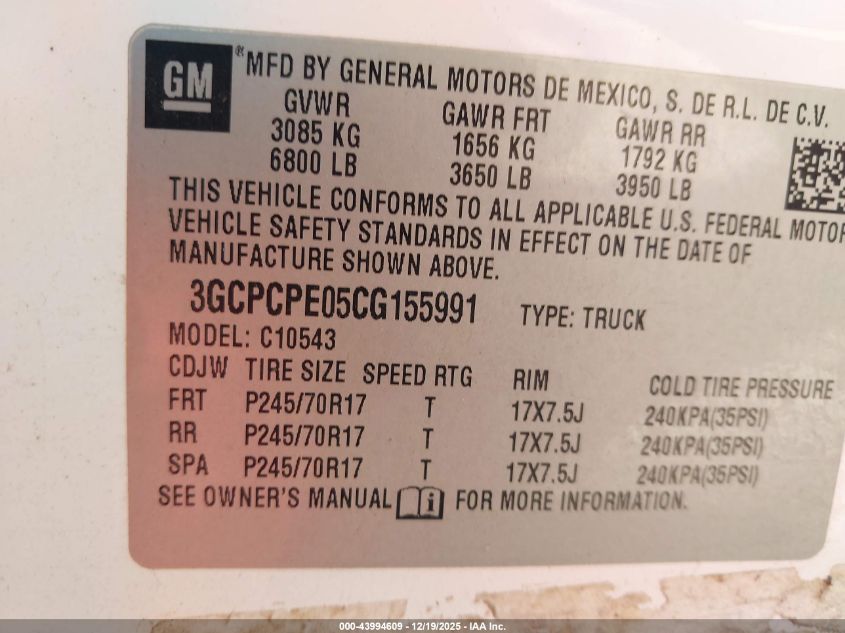 GM ® MFD BY GENERAL MOTORS DE MEXICO, S. DE R.L. DE C.V.
GVWR GAWR FRT GAWR RR
3085 KG 1656 KG 1792 KG
6800 LB 3650 LB 3950 LB
THIS VEHICLE CONFORMS TO ALL APPLICABLE U.S. FEDERAL MOTOR
VEHICLE SAFETY STANDARDS IN EFFECT ON THE DATE OF
MANUFACTURE SHOWN ABOVE.
3GCPCPE05CG155991 TYPE: TRUCK
MODEL: C10543
CDJW TIRE SIZE SPEED RTG RIM COLD TIRE PRESSURE
FRT P245/70R17 T 17X7.5J 240KPA(35PSI)
RR P245/70R17 T 17X7.5J 240KPA(35PSI)
SPA P245/70R17 T 17X7.5J 240KPA(35PSI)
SEE OWNER'S MANUAL i FOR MORE INFORMATION.
000-43994609 - 12/19/2025 - IAA Inc.